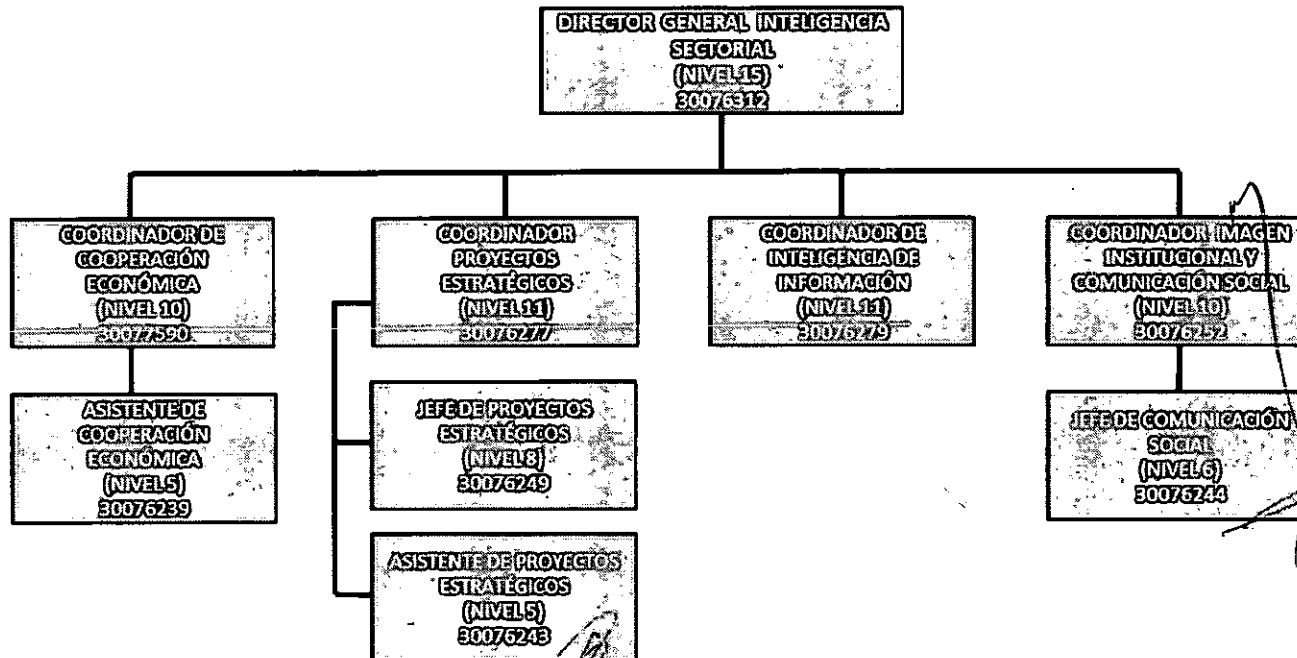 DIRECTOR GENERAL INTELIGENCIA
SECTORIAL
(NIVEL 15)
30076312
COORDINADOR DE
COOPERACIÓN
ECONÓMICA
(NIVEL 10)
30077590
COORDINADOR
PROYECTOS
ESTRATÉGICOS
(NIVEL 11)
30076277
COORDINADOR DE
INTELIGENCIA DE
INFORMACIÓN
(NIVEL 11)
30076279
COORDINADOR IMAGEN
INSTITUCIONAL Y
COMUNICACIÓN SOCIAL
(NIVEL 10)
30076252
ASISTENTE DE
COOPERACIÓN
ECONÓMICA
(NIVEL 5)
30076239
JEFE DE PROYECTOS
ESTRATÉGICOS
(NIVEL 8)
30076249
JEFE DE COMUNICACIÓN
SOCIAL
(NIVEL 6)
30076244
ASISTENTE DE PROYECTOS
ESTRATÉGICOS
(NIVEL 5)
30076243